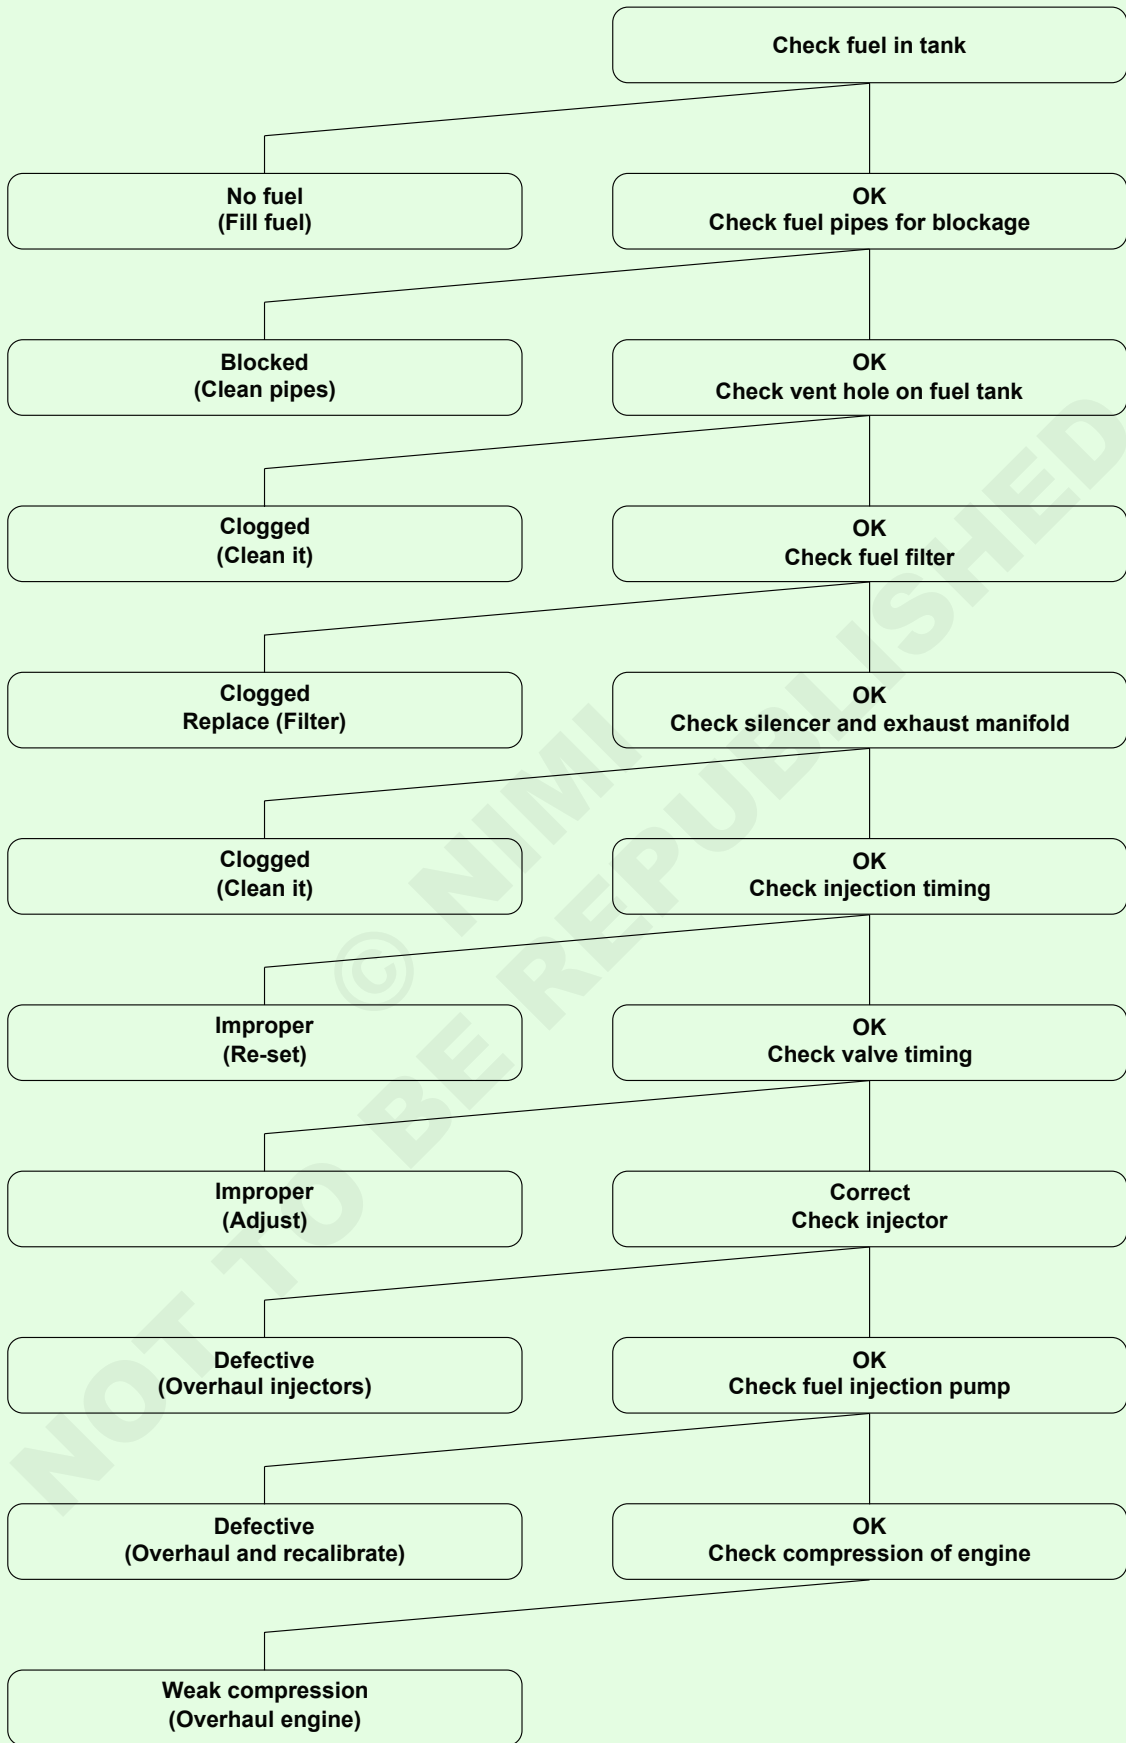 Check fuel in tank
No fuel
(Fill fuel)
OK
Check fuel pipes for blockage
Blocked
(Clean pipes)
OK
Check vent hole on fuel tank
Clogged
(Clean it)
OK
Check fuel filter
Clogged
Replace (Filter)
OK
Check silencer and exhaust manifold
Clogged
(Clean it)
OK
Check injection timing
Improper
(Re-set)
OK
Check valve timing
Improper
(Adjust)
Correct
Check injector
Defective
(Overhaul injectors)
OK
Check fuel injection pump
Defective
(Overhaul and recalibrate)
OK
Check compression of engine
Weak compression
(Overhaul engine)
© NIMI
NOT TO BE REPUBLISHED